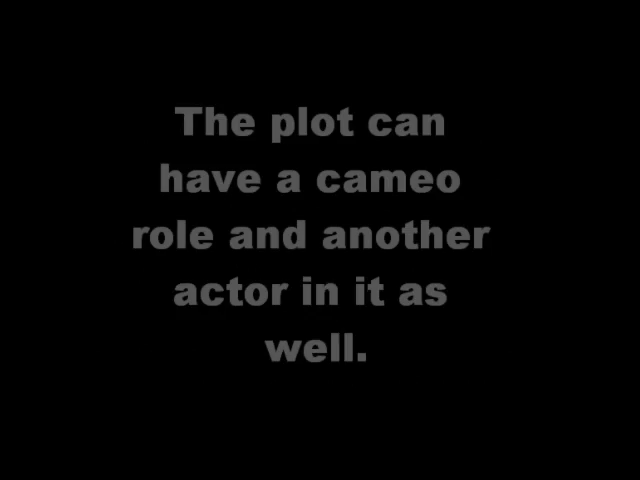 The plot can
have a cameo
role and another
actor in it as
well.